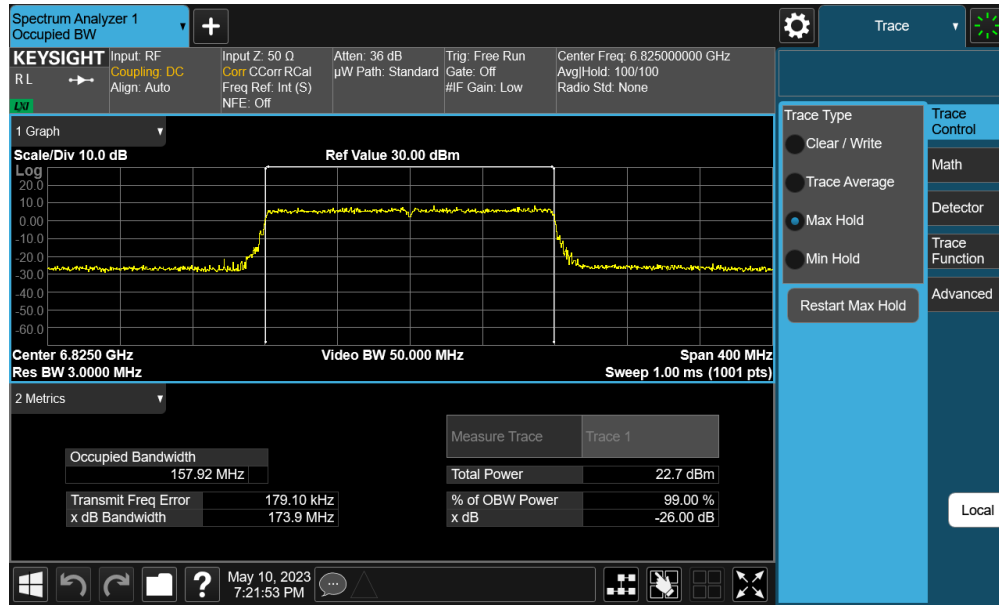 Spectrum Analyzer 1
Occupied BW
+
Trace
KEYSIGHT
R L
LXI
Input: RF
Coupling: DC
Align: Auto
Input Z: 50 Ω
Corr CCorr RCal
Freq Ref: Int (S)
NFE: Off
Atten: 36 dB
µW Path: Standard
Trig: Free Run
Gate: Off
#IF Gain: Low
Center Freq: 6.825000000 GHz
Avg|Hold: 100/100
Radio Std: None
1 Graph
Scale/Div 10.0 dB
Ref Value 30.00 dBm
Log
20.0
10.0
0.00
-10.0
-20.0
-30.0
-40.0
-50.0
-60.0
Center 6.8250 GHz
Video BW 50.000 MHz
Span 400 MHz
Res BW 3.0000 MHz
Sweep 1.00 ms (1001 pts)
2 Metrics
Measure Trace
Trace 1
Occupied Bandwidth
157.92 MHz
Total Power
22.7 dBm
Transmit Freq Error
179.10 kHz
% of OBW Power
99.00 %
x dB Bandwidth
173.9 MHz
x dB
-26.00 dB
Trace Type
Clear / Write
Trace Average
Max Hold
Min Hold
Restart Max Hold
Trace
Control
Math
Detector
Trace
Function
Advanced
Local
?
May 10, 2023
7:21:53 PM